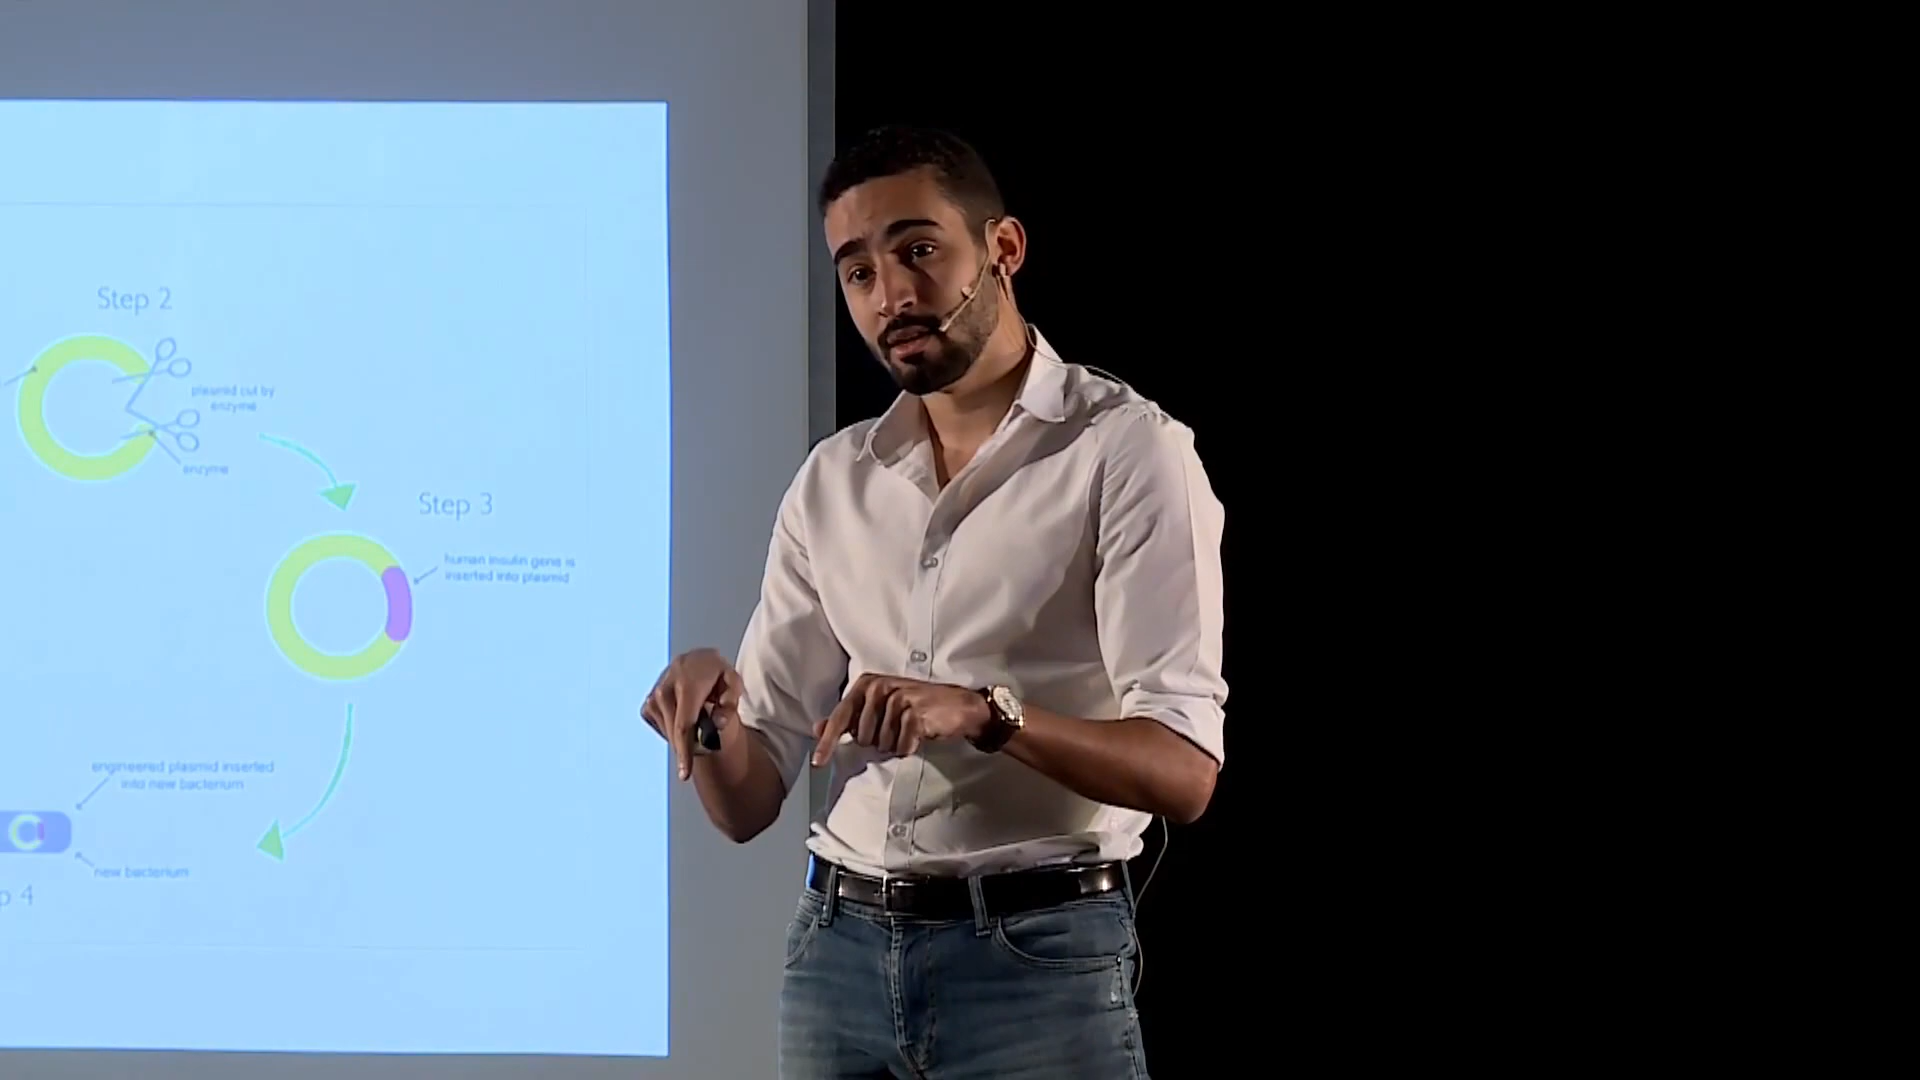 Step 2
plasmid cut by
enzyme
enzyme
Step 3
human insulin gene is
inserted into plasmid
engineered plasmid inserted
into new bacterium
new bacterium
p 4